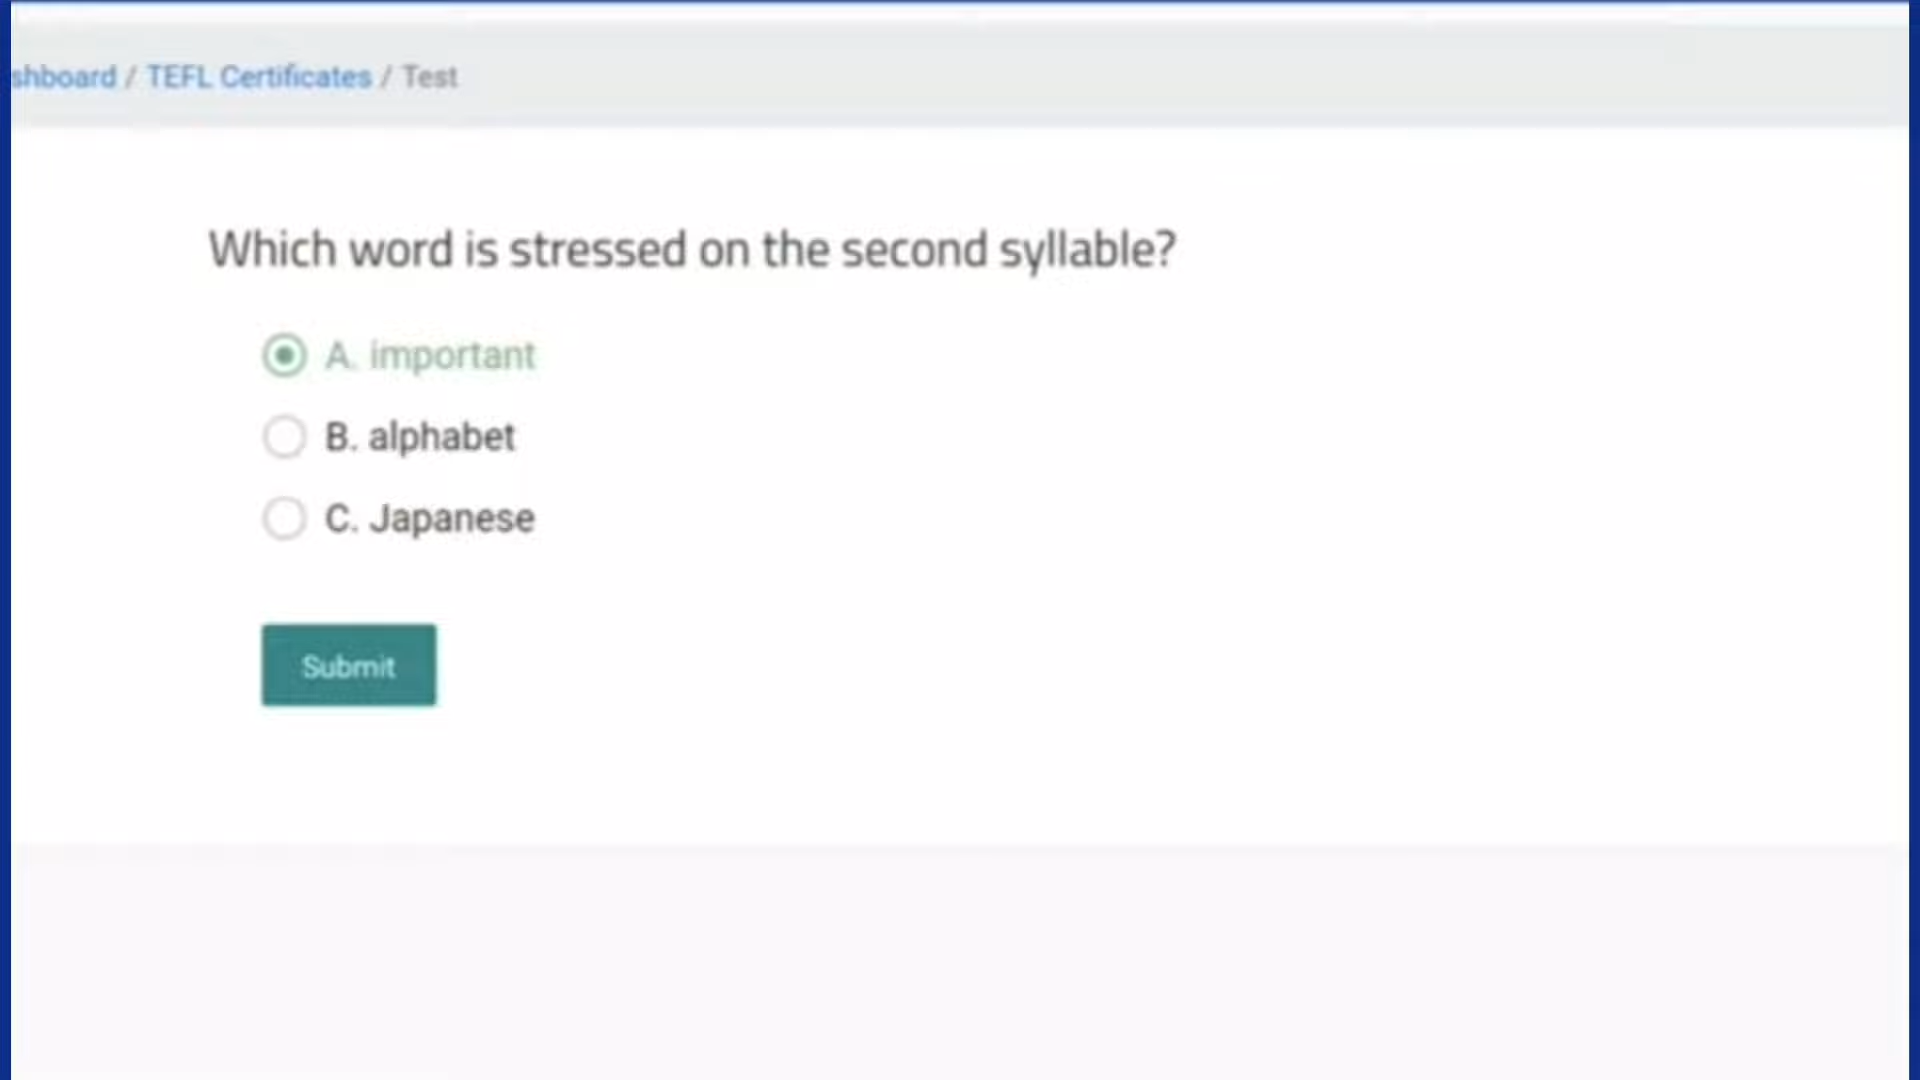 shboard / TEFL Certificates / Test
Which word is stressed on the second syllable?
A. important
B. alphabet
C. Japanese
Submit